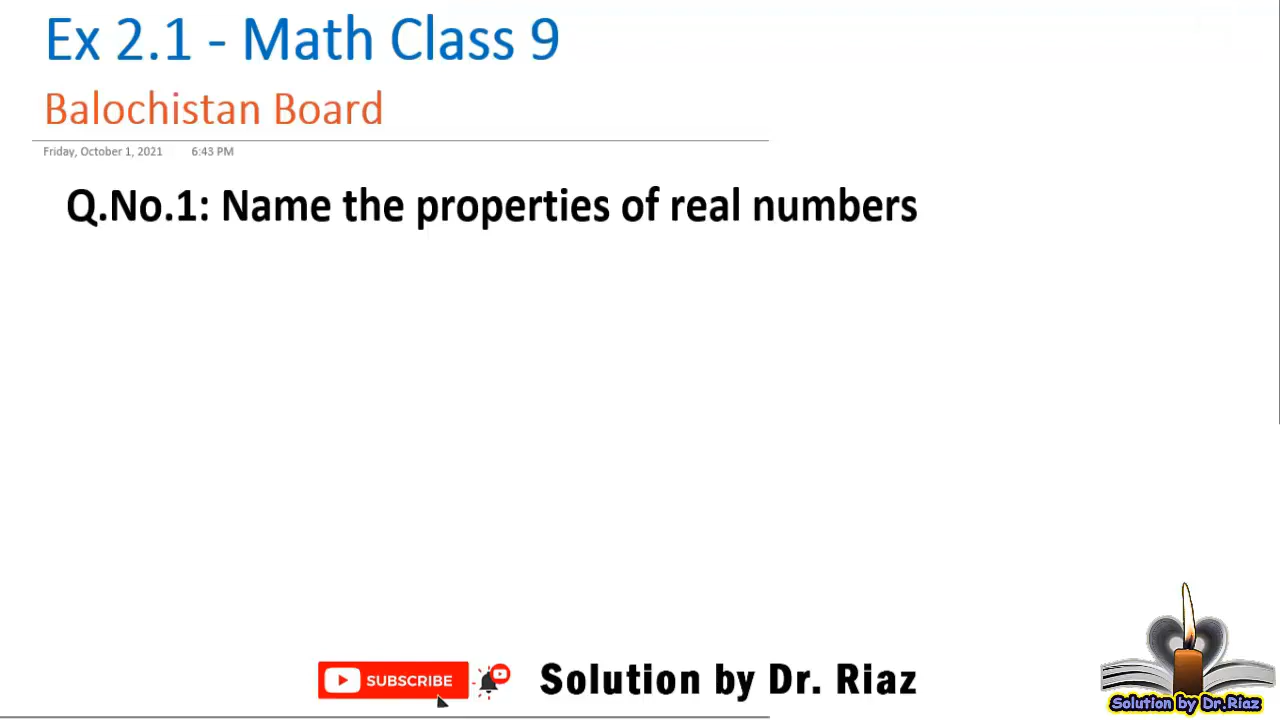 Ex 2.1 - Math Class 9
Balochistan Board
Friday, October 1, 2021 6:43 PM
Q.No.1: Name the properties of real numbers
SUBSCRIBE
Solution by Dr. Riaz
Solution by Dr.Riaz